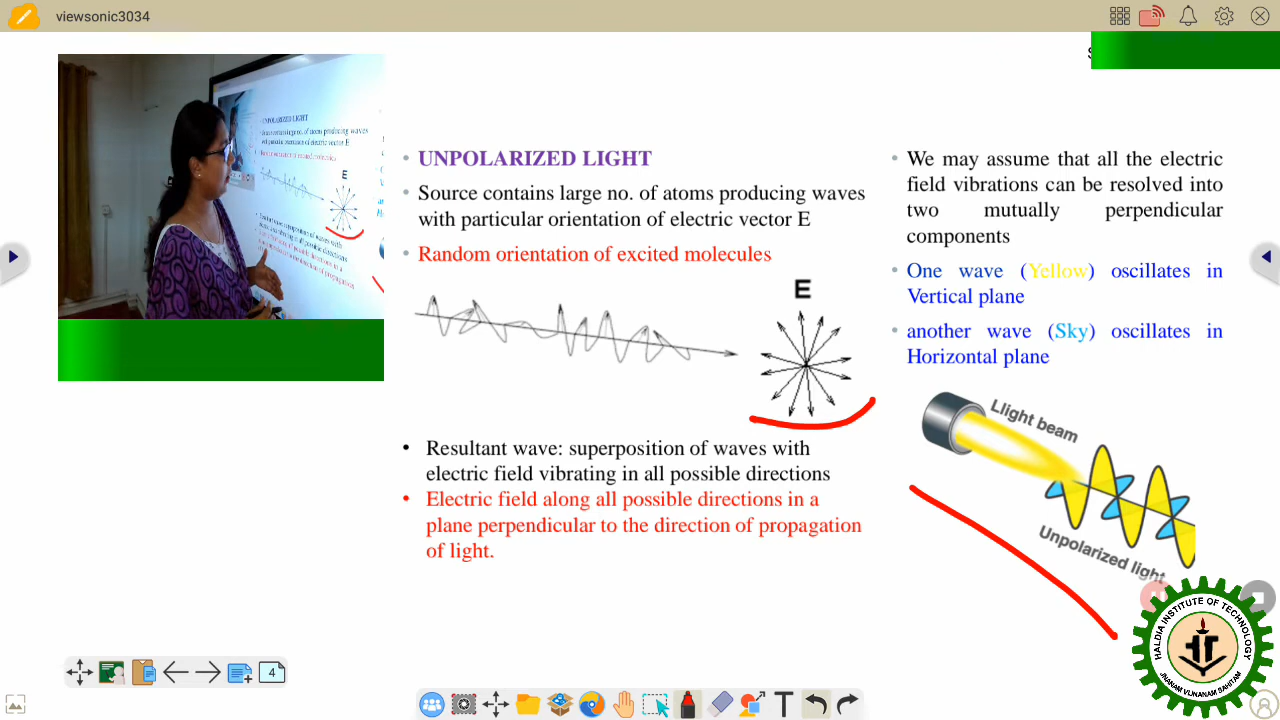 viewsonic3034
UNPOLARIZED LIGHT
Source contains large no. of atoms producing waves
with particular orientation of electric vector E
Random orientation of excited molecules
E
Resultant wave: superposition of waves with
electric field vibrating in all possible directions
Electric field along all possible directions in a
plane perpendicular to the direction of propagation
of light.
We may assume that all the electric
field vibrations can be resolved into
two mutually perpendicular
components
One wave (Yellow) oscillates in
Vertical plane
another wave (Sky) oscillates in
Horizontal plane
Llight beam
Unpolarized light
HALDIA INSTITUTE OF TECHNOLOGY
4
T
UNPOLARIZED LIGHT
E